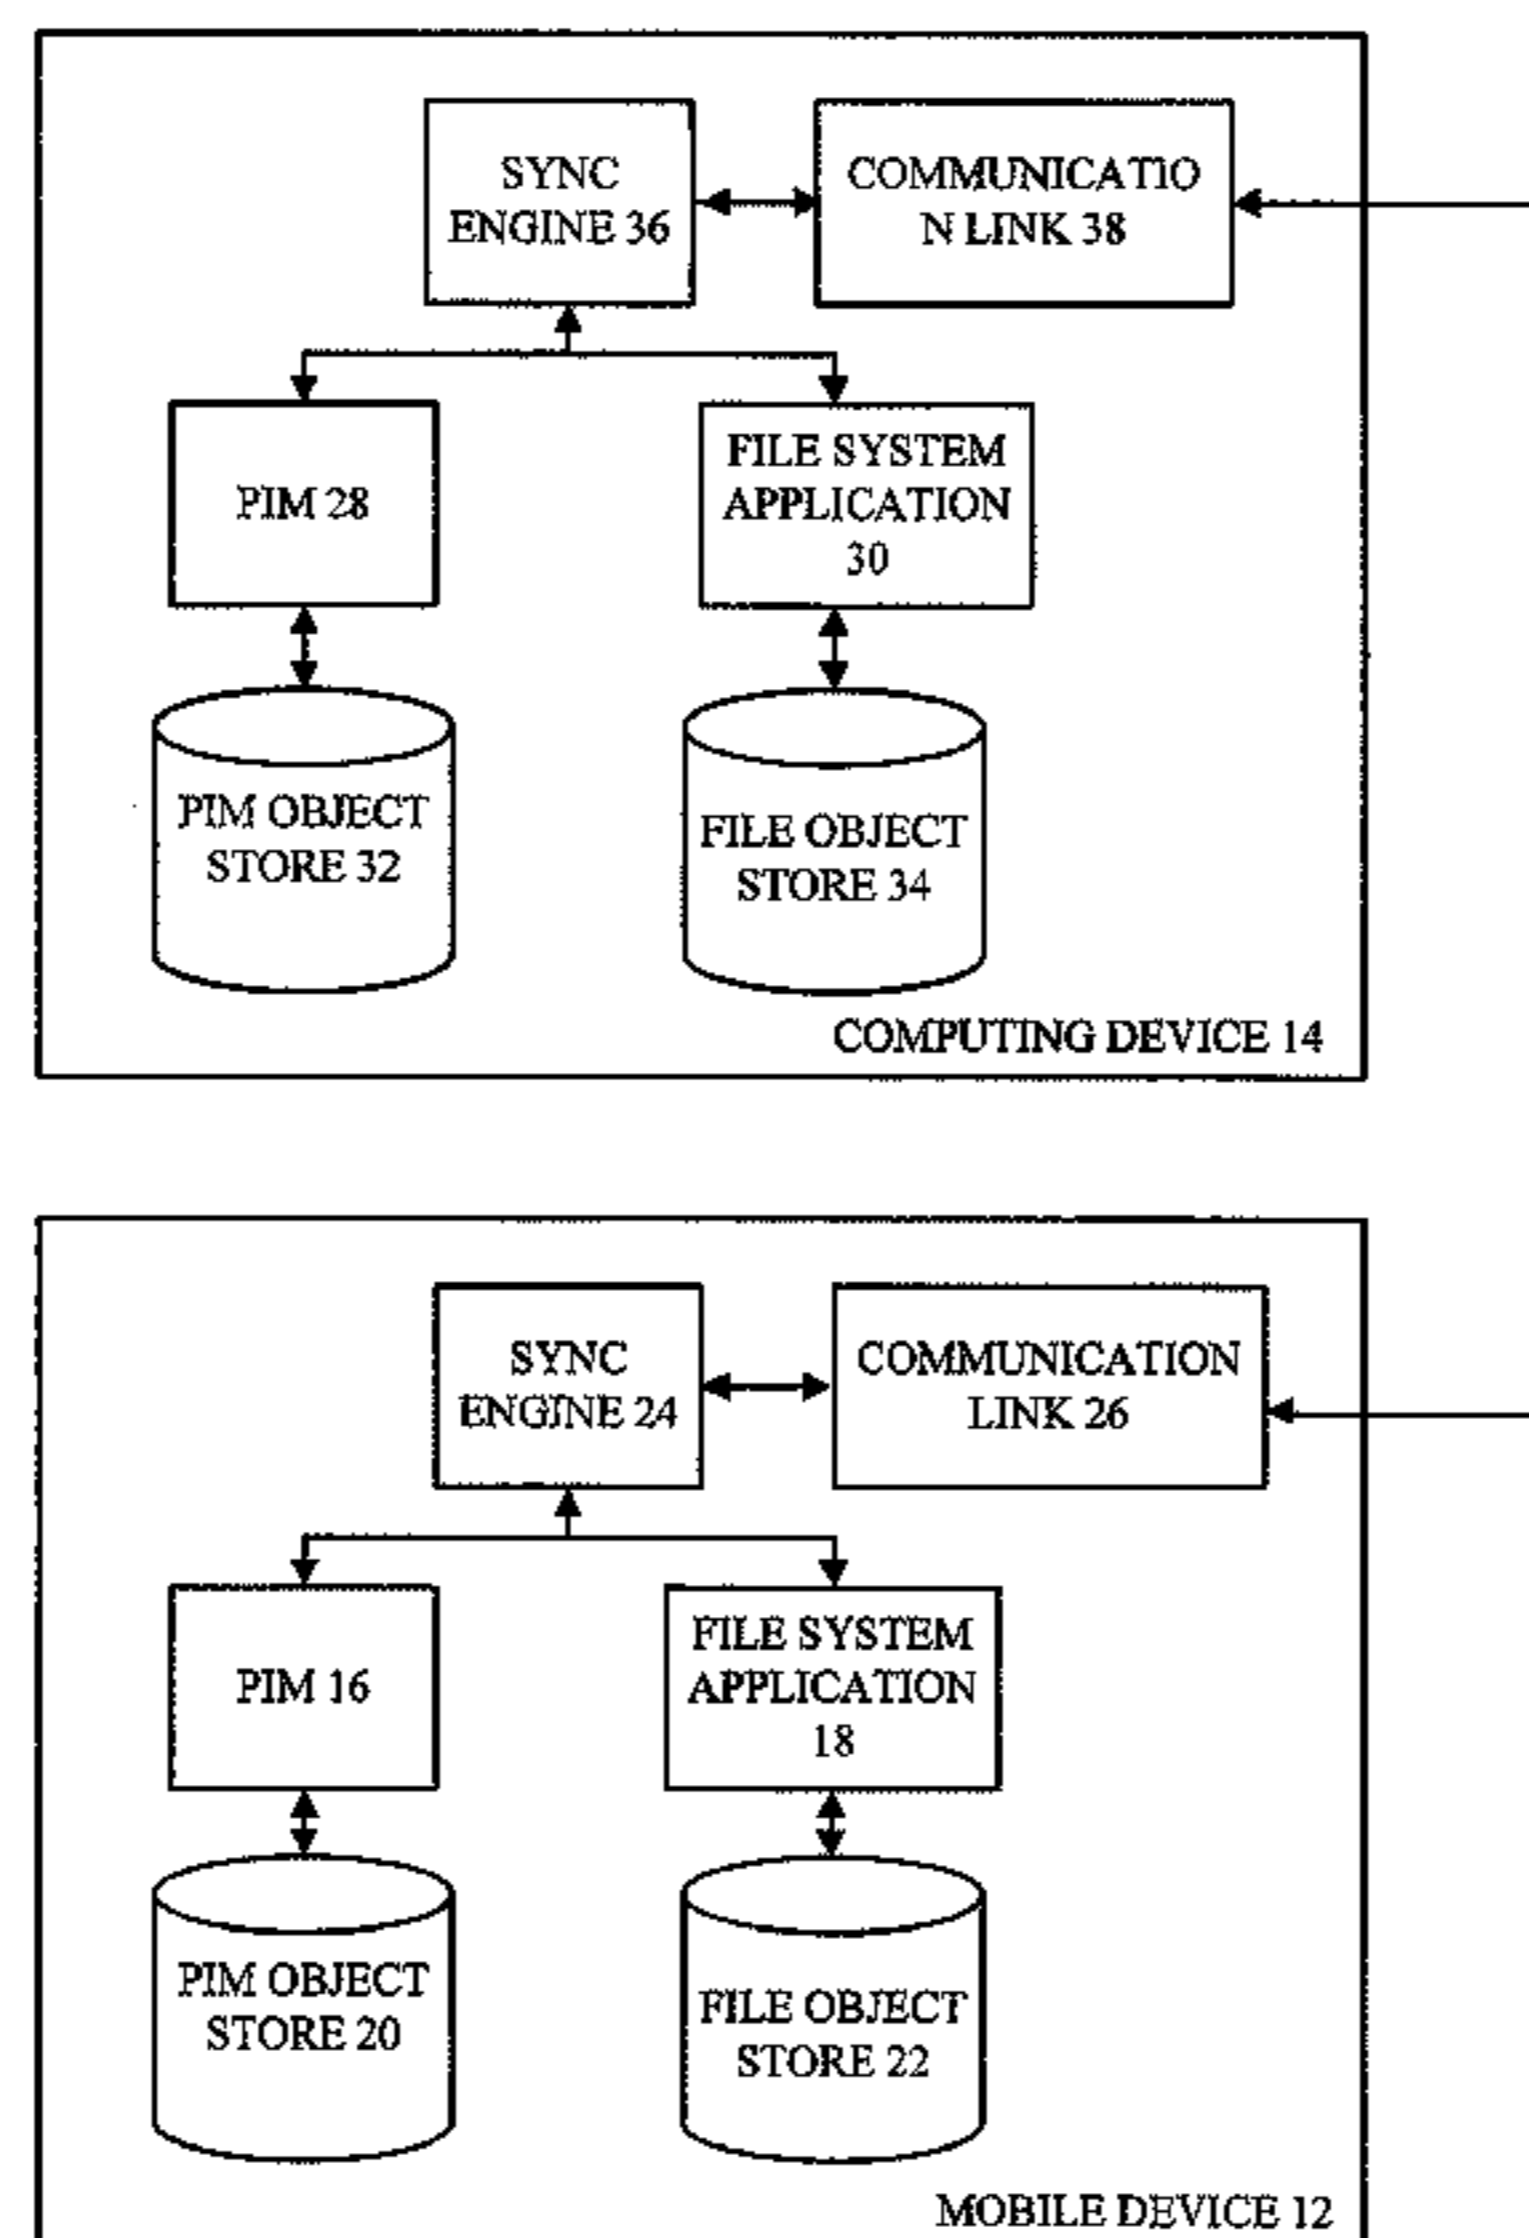 SYNC
ENGINE 36
COMMUNICATIO
N LINK 38
PIM 28
FILE SYSTEM
APPLICATION
30
PIM OBJECT
STORE 32
FILE OBJECT
STORE 34
COMPUTING DEVICE 14
SYNC
ENGINE 24
COMMUNICATION
LINK 26
PIM 16
FILE SYSTEM
APPLICATION
18
PIM OBJECT
STORE 20
FILE OBJECT
STORE 22
MOBILE DEVICE 12